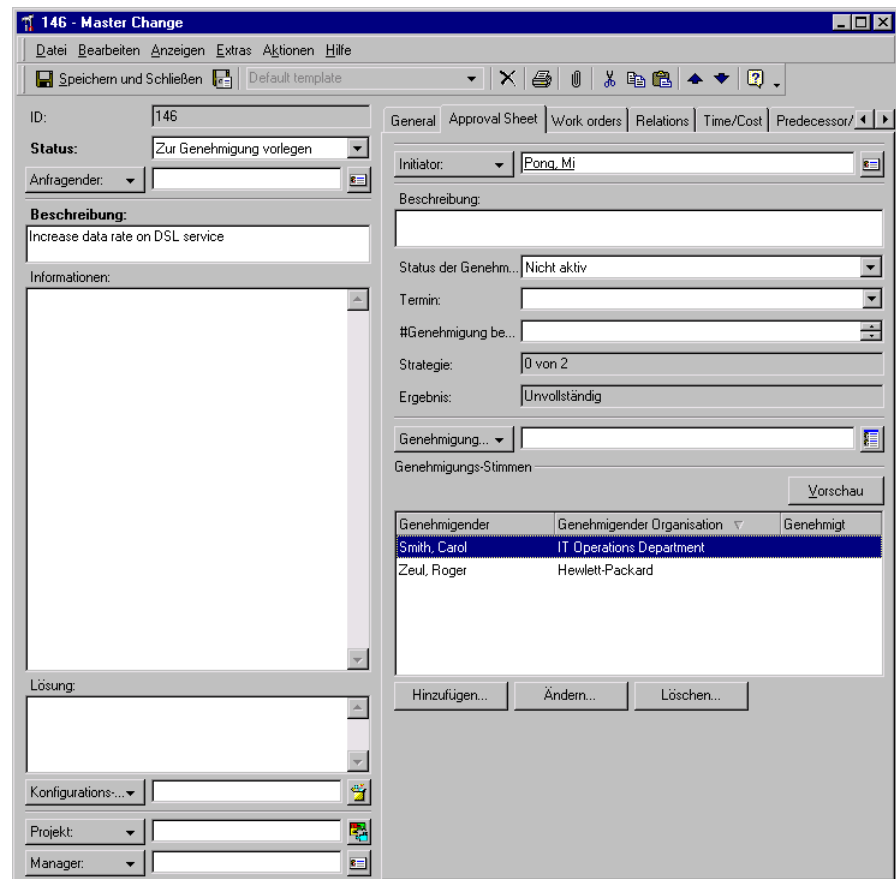 146 - Master Change
Datei Bearbeiten Anzeigen Extras Aktionen Hilfe
Speichern und Schließen Default template
ID: 146
Status: Zur Genehmigung vorlegen
Anfragender:
Beschreibung:
Increase data rate on DSL service
Informationen:
Lösung:
Konfigurations-...
Projekt:
Manager:
General Approval Sheet Work orders Relations Time/Cost Predecessor/
Initiator: Pong, Mi
Beschreibung:
Status der Genehm... Nicht aktiv
Termin:
#Genehmigung be...
Strategie: 0 von 2
Ergebnis: Unvollständig
Genehmigung...
Genehmigungs-Stimmen
Vorschau
Genehmigender Genehmigender Organisation Genehmigt
Smith, Carol IT Operations Department
Zeul, Roger Hewlett-Packard
Hinzufügen... Ändern... Löschen...